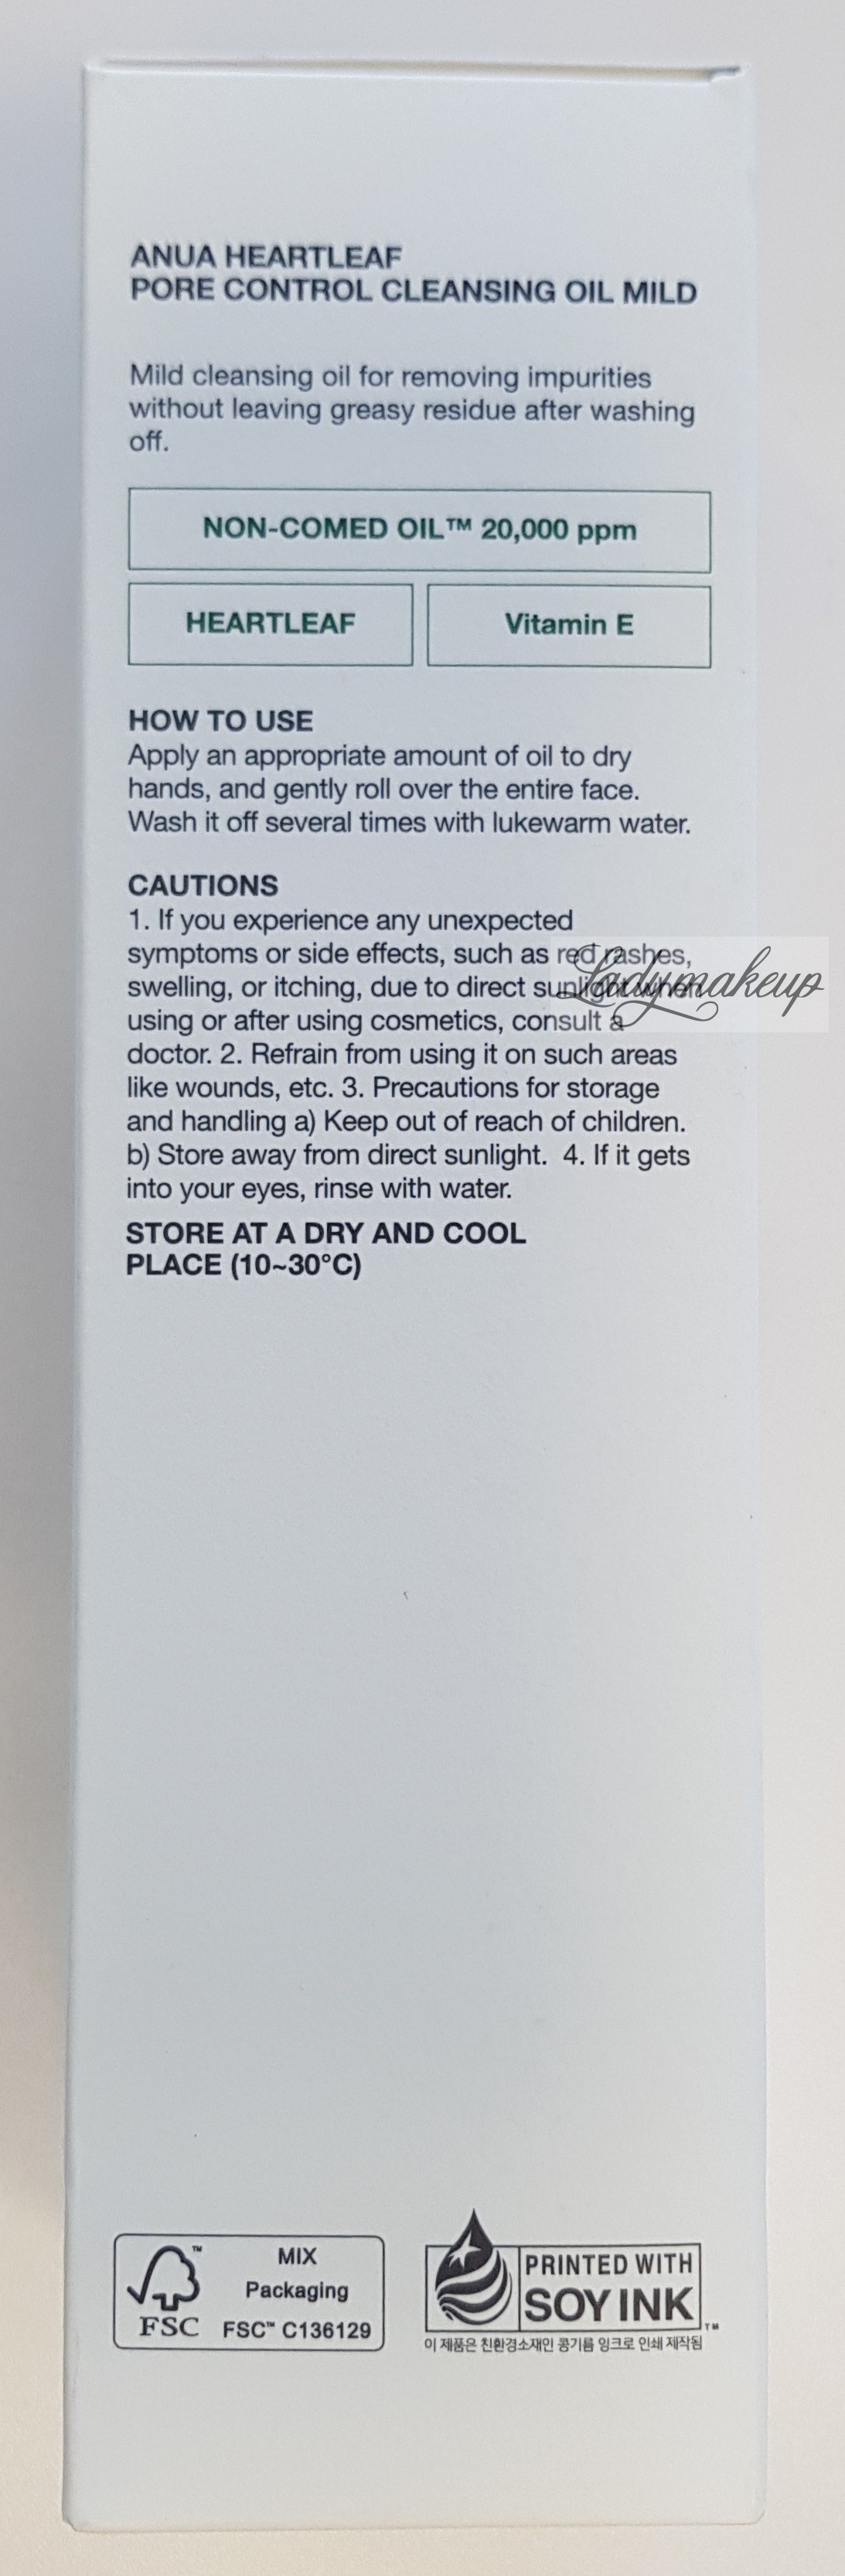 ANUA HEARTLEAF
PORE CONTROL CLEANSING OIL MILD
Mild cleansing oil for removing impurities
without leaving greasy residue after washing
off.
NON-COMED OIL™ 20,000 ppm
HEARTLEAF
Vitamin E
HOW TO USE
Apply an appropriate amount of oil to dry
hands, and gently roll over the entire face.
Wash it off several times with lukewarm water.
CAUTIONS
1. If you experience any unexpected
symptoms or side effects, such as red rashes,
swelling, or itching, due to direct sunlight when
using or after using cosmetics, consult a
doctor. 2. Refrain from using it on such areas
like wounds, etc. 3. Precautions for storage
and handling a) Keep out of reach of children.
b) Store away from direct sunlight. 4. If it gets
into your eyes, rinse with water.
Ladymakeup
STORE AT A DRY AND COOL
PLACE (10~30°C)
™
FSC
MIX
Packaging
FSC™ C136129
PRINTED WITH
SOY INK™
이 제품은 친환경소재인 콩기름 잉크로 인쇄 제작됨